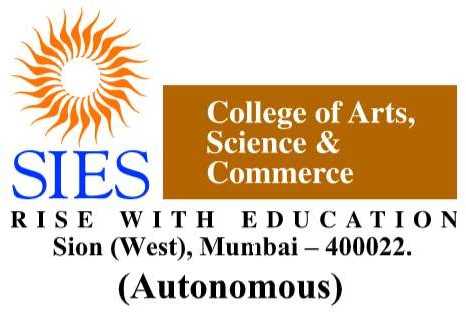 SIES
College of Arts,
Science &
Commerce
RISE WITH EDUCATION
Sion (West), Mumbai – 400022.
(Autonomous)